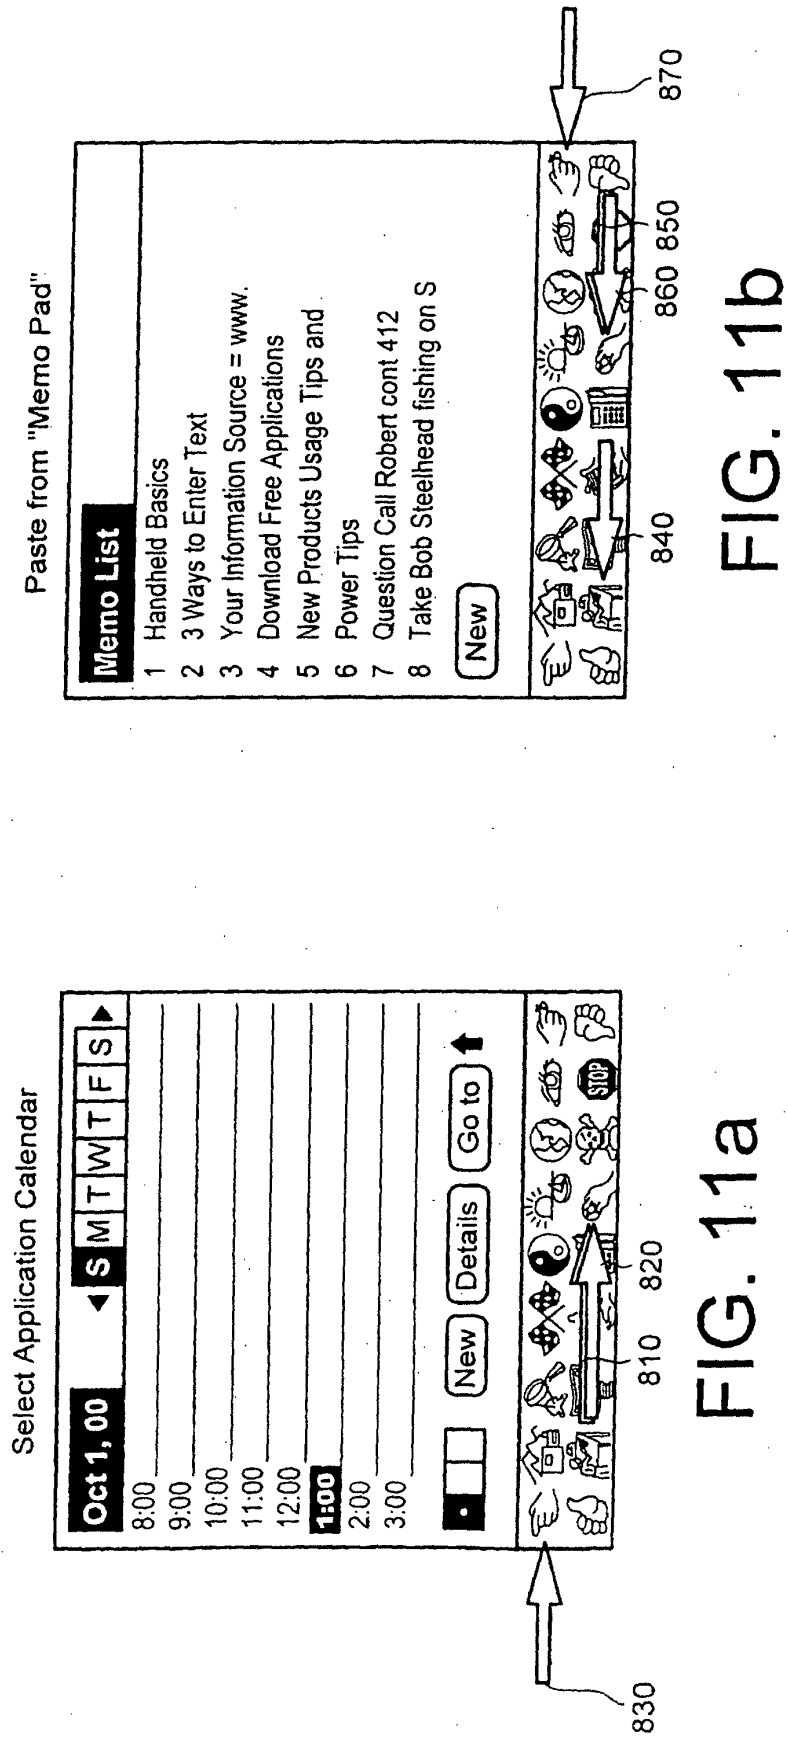 Select Application Calendar
Oct 1, 00
S M T W T F S
8:00
9:00
10:00
11:00
12:00
1:00
2:00
3:00
New Details Go to
STOP
830
810
820
FIG. 11a
Paste from "Memo Pad"
Memo List
1 Handheld Basics
2 3 Ways to Enter Text
3 Your Information Source = www.
4 Download Free Applications
5 New Products Usage Tips and
6 Power Tips
7 Question Call Robert cont 412
8 Take Bob Steelhead fishing on S
New
840
860
850
870
FIG. 11b